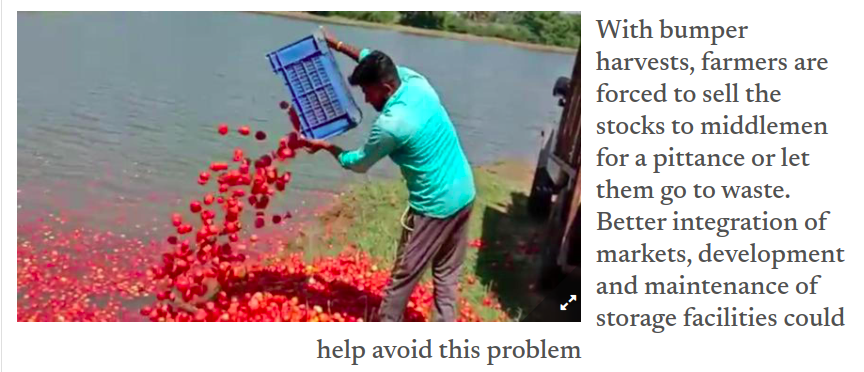 With bumper
harvests, farmers are
forced to sell the
stocks to middlemen
for a pittance or let
them go to waste.
Better integration of
markets, development
and maintenance of
storage facilities could
help avoid this problem